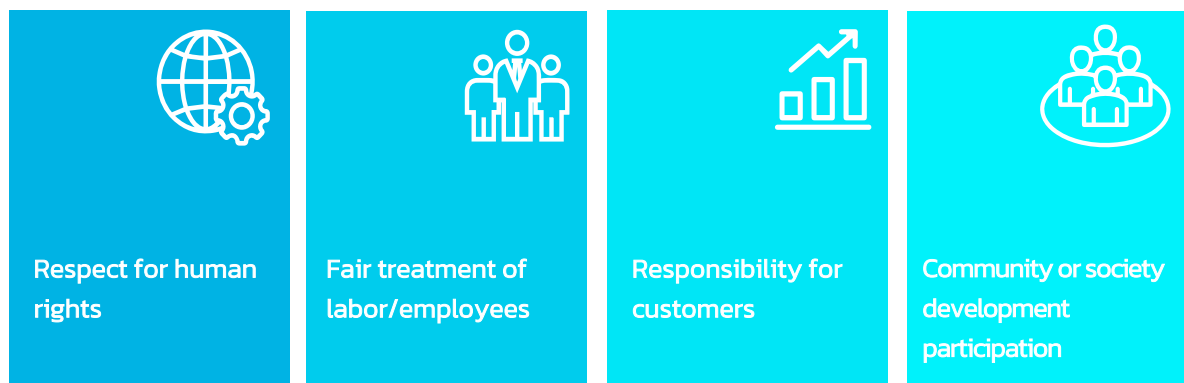 Respect for human
rights
Fair treatment of
labor/employees
Responsibility for
customers
Community or society
development
participation